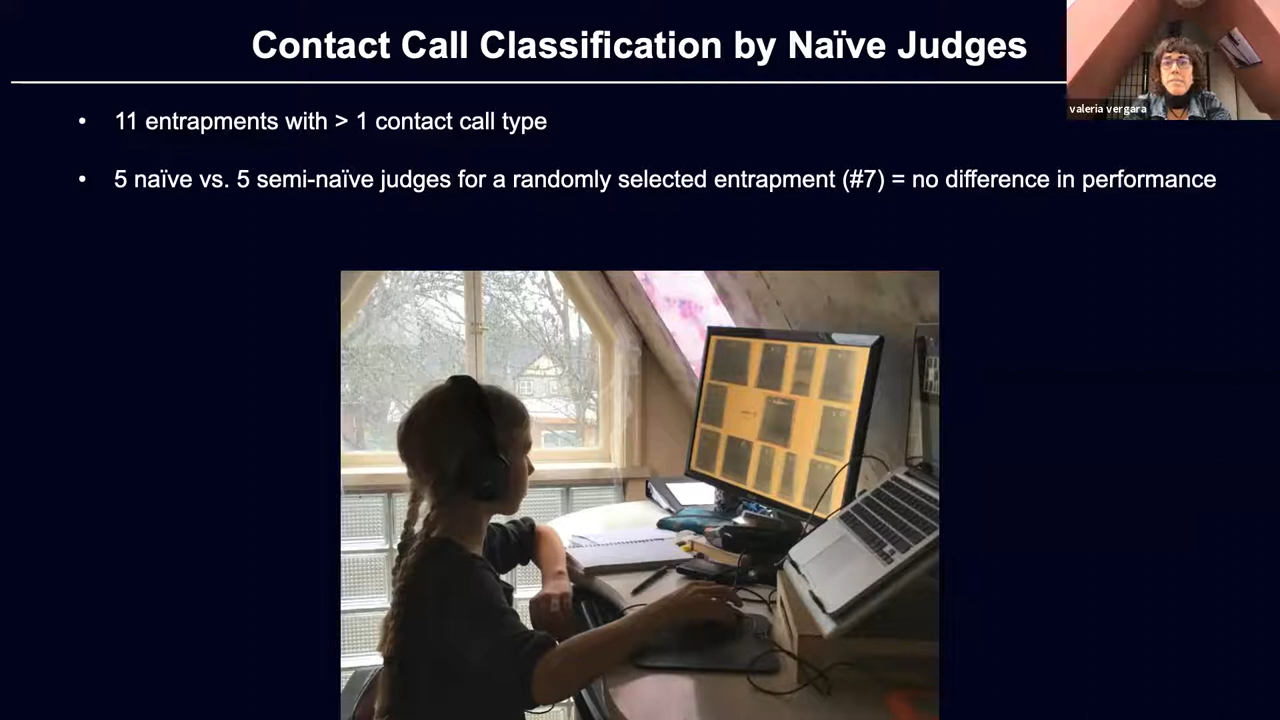 Contact Call Classification by Naïve Judges
valeria vergara
• 11 entrapments with > 1 contact call type
• 5 naïve vs. 5 semi-naïve judges for a randomly selected entrapment (#7) = no difference in performance